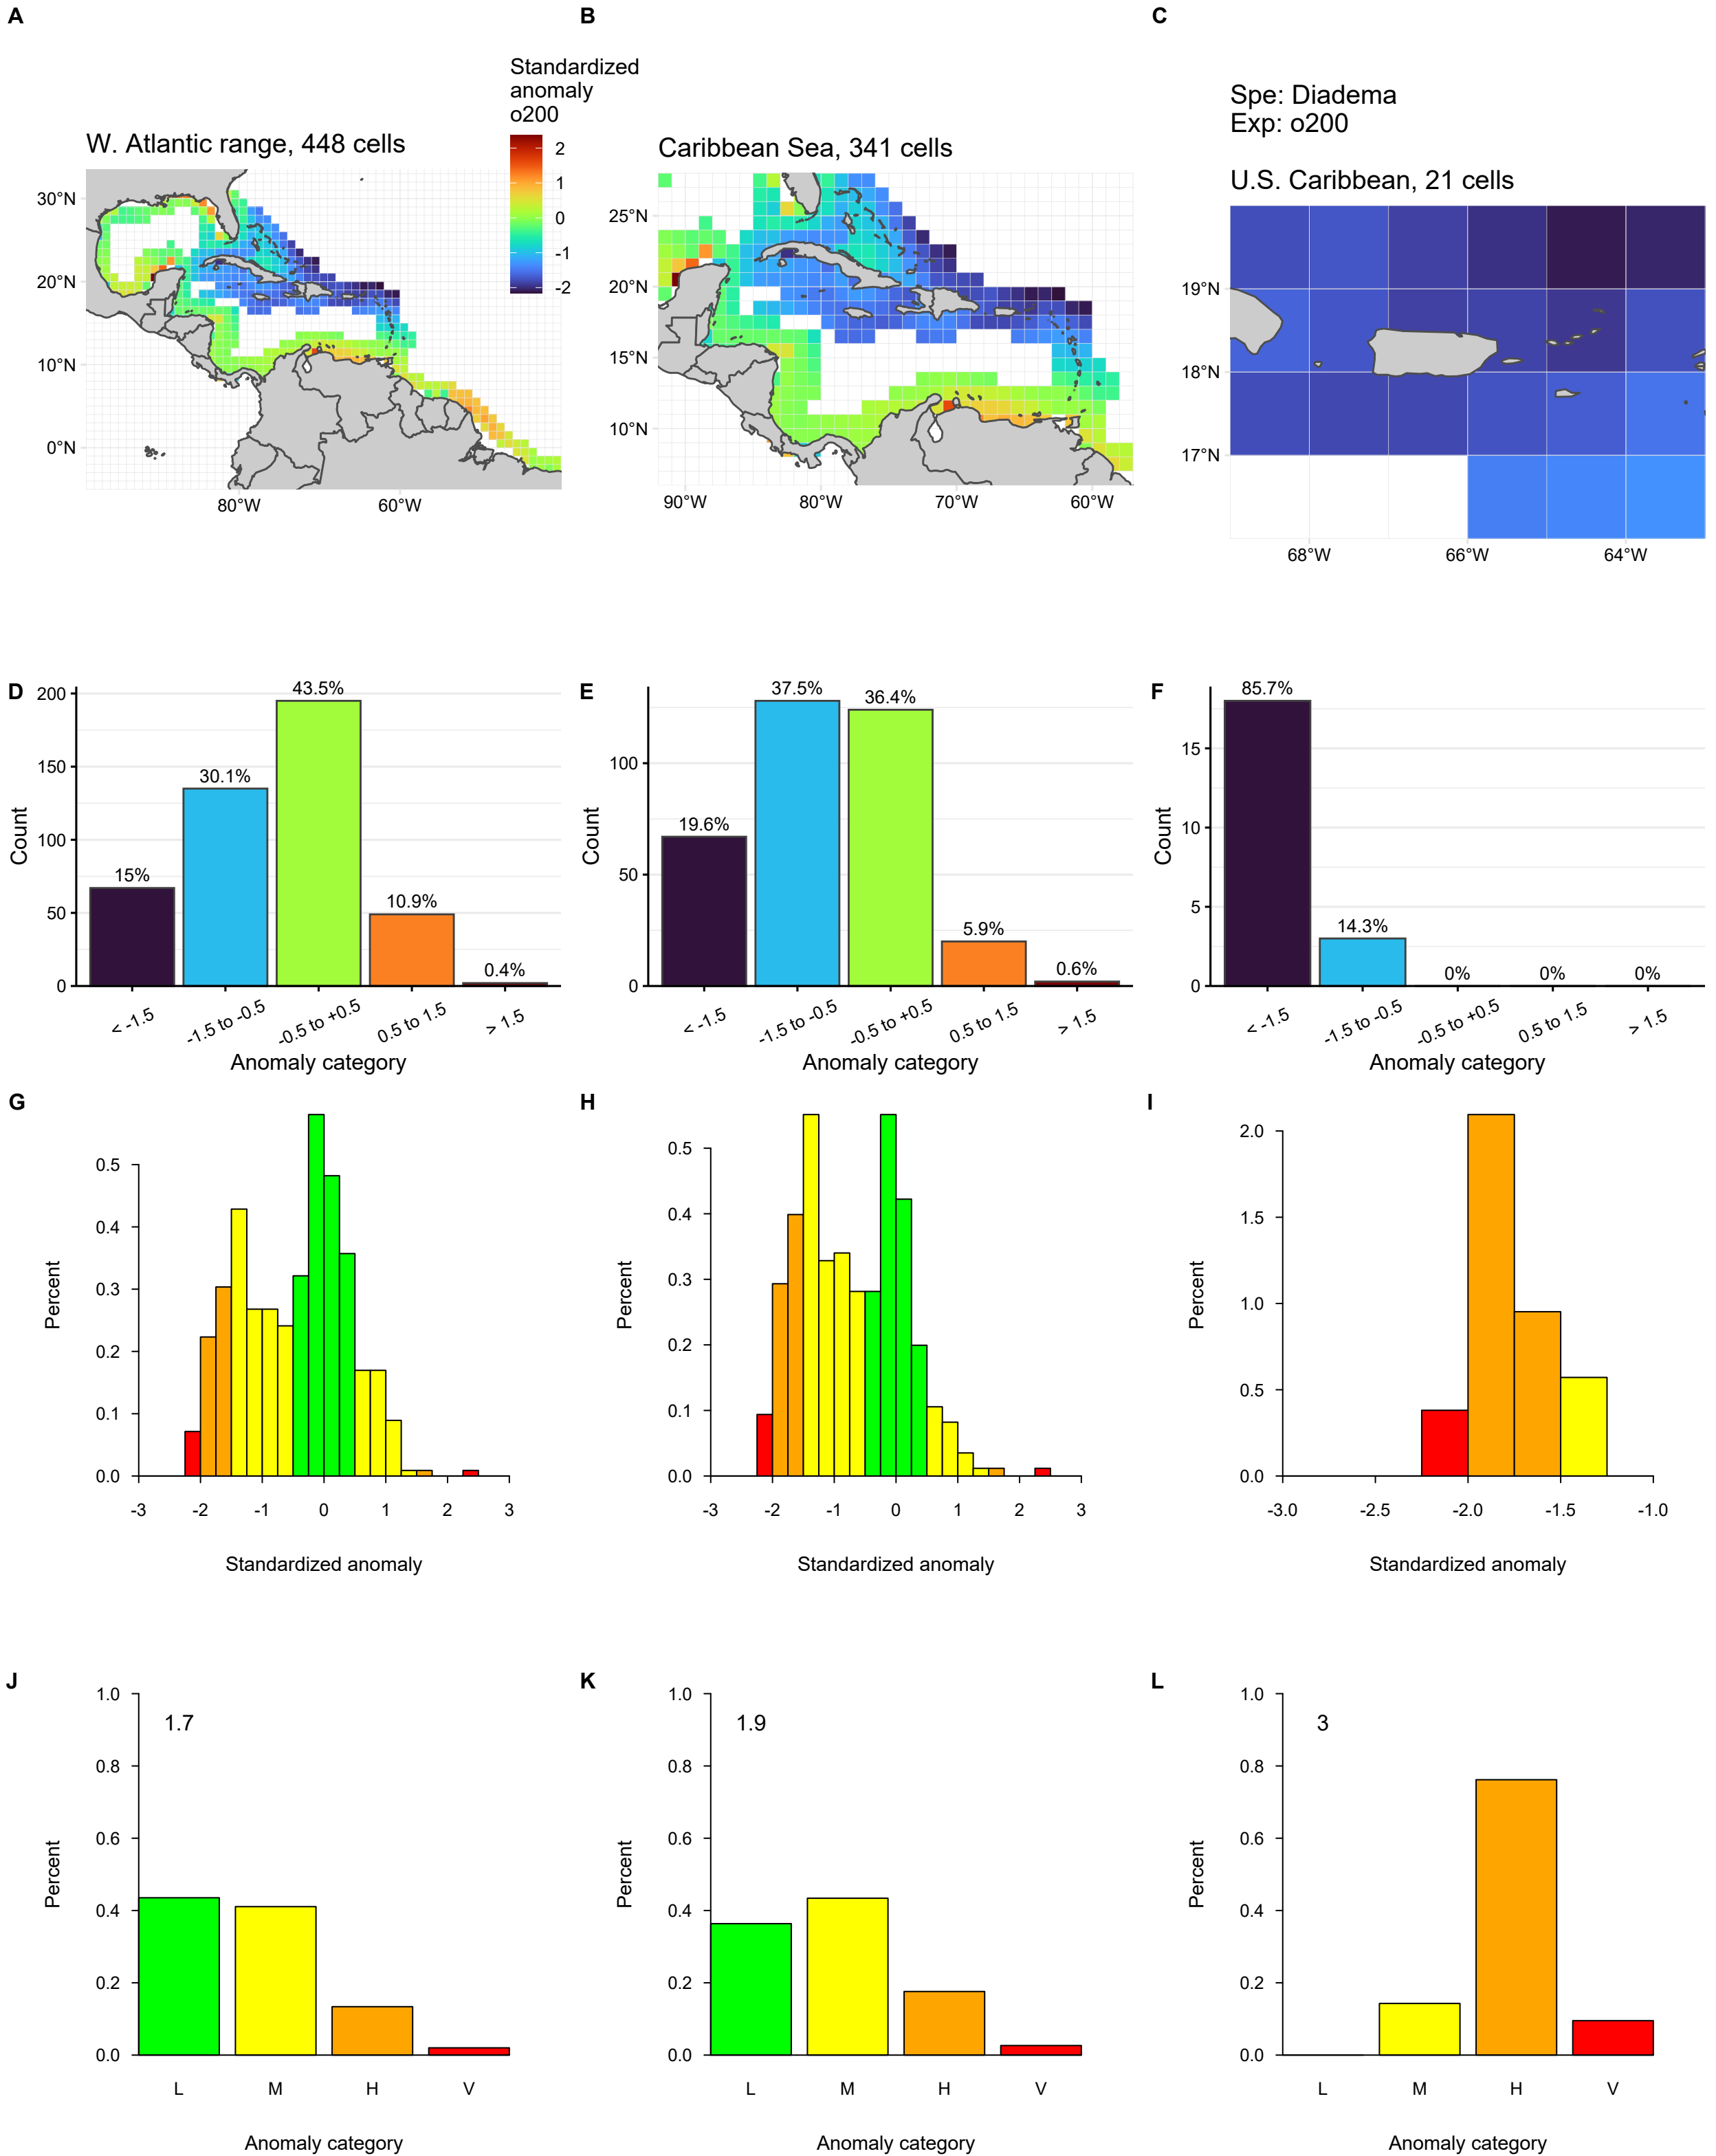 A
B
C
Standardized
anomaly
o200
2
1
0
-1
-2
Spe: Diadema
Exp: o200
W. Atlantic range, 448 cells
Caribbean Sea, 341 cells
U.S. Caribbean, 21 cells
30°N
20°N
10°N
0°N
80°W
60°W
25°N
20°N
15°N
10°N
90°W
80°W
70°W
60°W
19°N
18°N
17°N
68°W
66°W
64°W
D
200
150
100
50
0
Count
15%
30.1%
43.5%
10.9%
0.4%
< -1.5
-1.5 to -0.5
-0.5 to +0.5
0.5 to 1.5
> 1.5
Anomaly category
E
100
50
0
Count
19.6%
37.5%
36.4%
5.9%
0.6%
< -1.5
-1.5 to -0.5
-0.5 to +0.5
0.5 to 1.5
> 1.5
Anomaly category
F
15
10
5
0
Count
85.7%
14.3%
0%
0%
0%
< -1.5
-1.5 to -0.5
-0.5 to +0.5
0.5 to 1.5
> 1.5
Anomaly category
G
0.5
0.4
0.3
0.2
0.1
0.0
Percent
-3
-2
-1
0
1
2
3
Standardized anomaly
H
0.5
0.4
0.3
0.2
0.1
0.0
Percent
-3
-2
-1
0
1
2
3
Standardized anomaly
I
2.0
1.5
1.0
0.5
0.0
Percent
-3.0
-2.5
-2.0
-1.5
-1.0
Standardized anomaly
J
1.0
0.8
0.6
0.4
0.2
0.0
Percent
1.7
L
M
H
V
Anomaly category
K
1.0
0.8
0.6
0.4
0.2
0.0
Percent
1.9
L
M
H
V
Anomaly category
L
1.0
0.8
0.6
0.4
0.2
0.0
Percent
3
L
M
H
V
Anomaly category